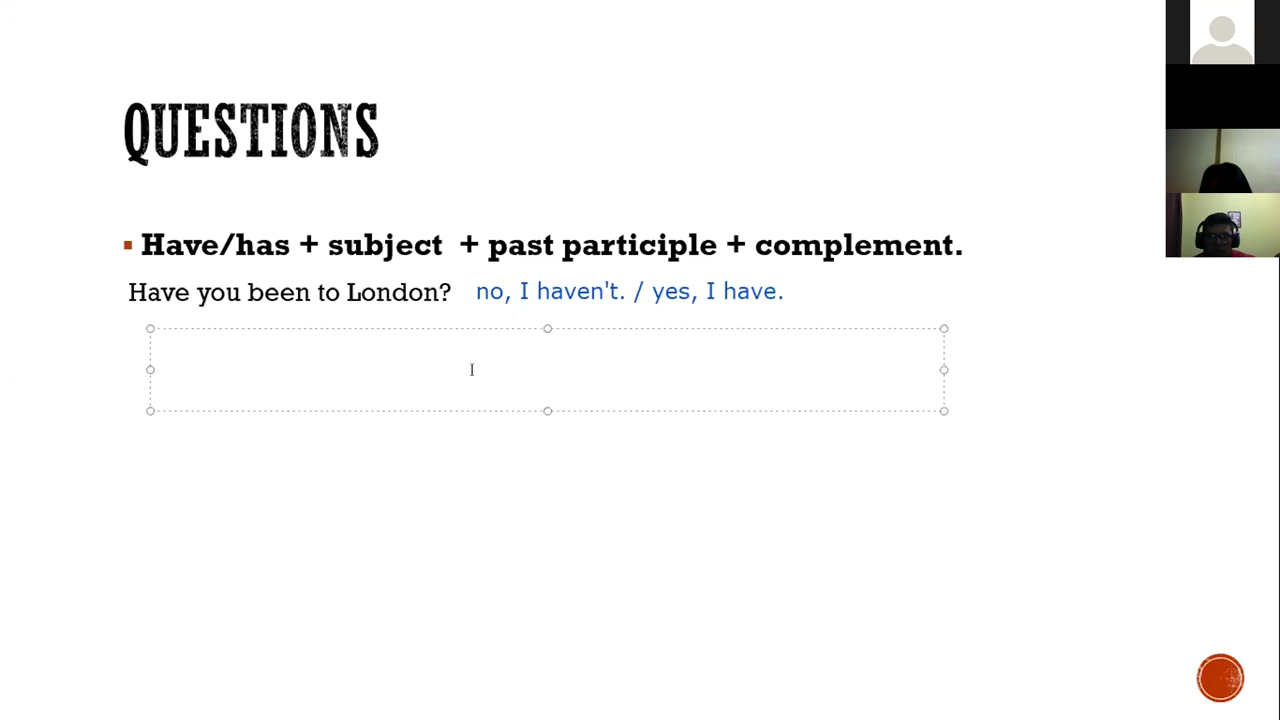 QUESTIONS
Have/has + subject + past participle + complement.
Have you been to London? no, I haven't. / yes, I have.